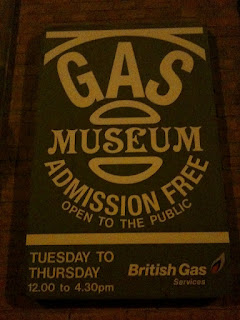 GAS
MUSEUM
ADMISSION FREE
OPEN TO THE PUBLIC
TUESDAY TO
THURSDAY
12.00 to 4.30pm
British Gas
Services